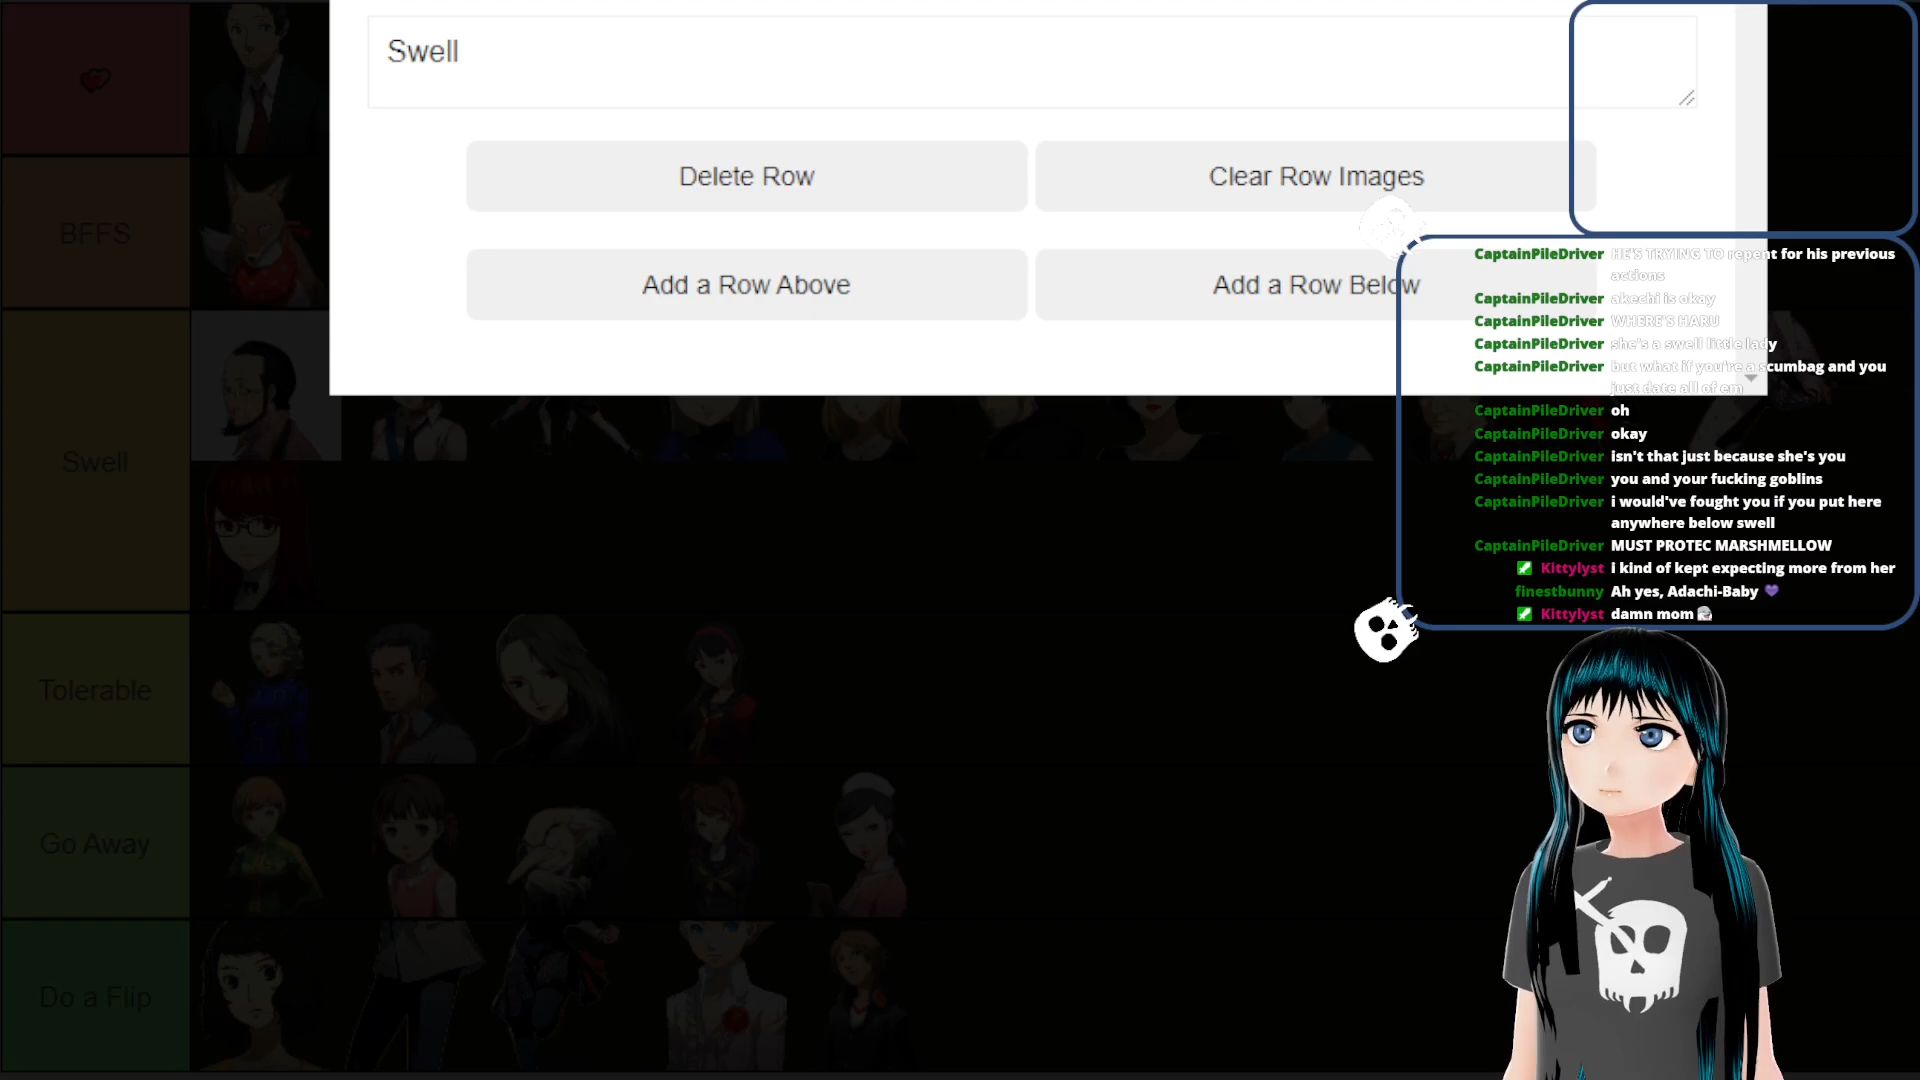 Swell
Delete Row
Clear Row Images
Add a Row Above
Add a Row Below
BFFS
Swell
Tolerable
Go Away
Do a Flip
CaptainPileDriver HE'S TRYING TO repent for his previous
actions
CaptainPileDriver akechi is okay
CaptainPileDriver WHERE'S HARU
CaptainPileDriver she's a swell little lady
CaptainPileDriver but what if you're a scumbag and you
just date all of em
CaptainPileDriver oh
CaptainPileDriver okay
CaptainPileDriver isn't that just because she's you
CaptainPileDriver you and your fucking goblins
CaptainPileDriver i would've fought you if you put here
anywhere below swell
CaptainPileDriver MUST PROTEC MARSHMELLOW
Kittylyst i kind of kept expecting more from her
finestbunny Ah yes, Adachi-Baby 💜
Kittylyst damn mom